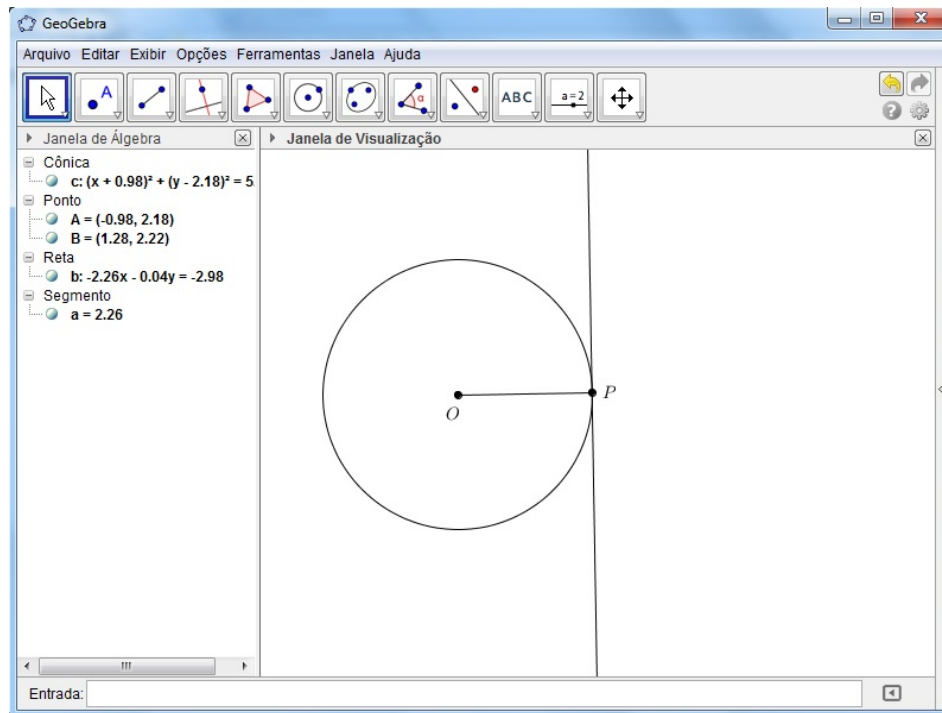 GeoGebra
Arquivo Editar Exibir Opções Ferramentas Janela Ajuda
A
α
ABC
a=2
Janela de Álgebra
Janela de Visualização
Cônica
c: (x + 0.98)² + (y - 2.18)² = 5.
Ponto
A = (-0.98, 2.18)
B = (1.28, 2.22)
Reta
b: -2.26x - 0.04y = -2.98
Segmento
a = 2.26
P
O
Entrada: